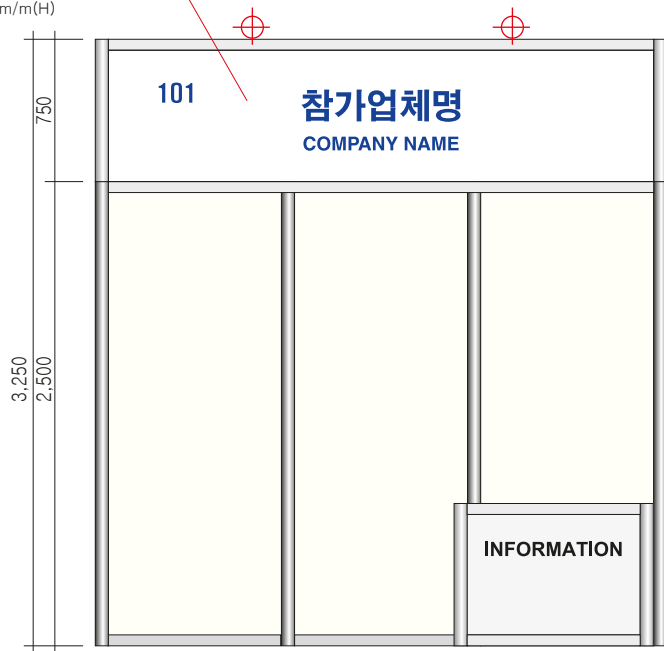 m/m(H)
750
101
참가업체명
COMPANY NAME
3,250
2,500
INFORMATION